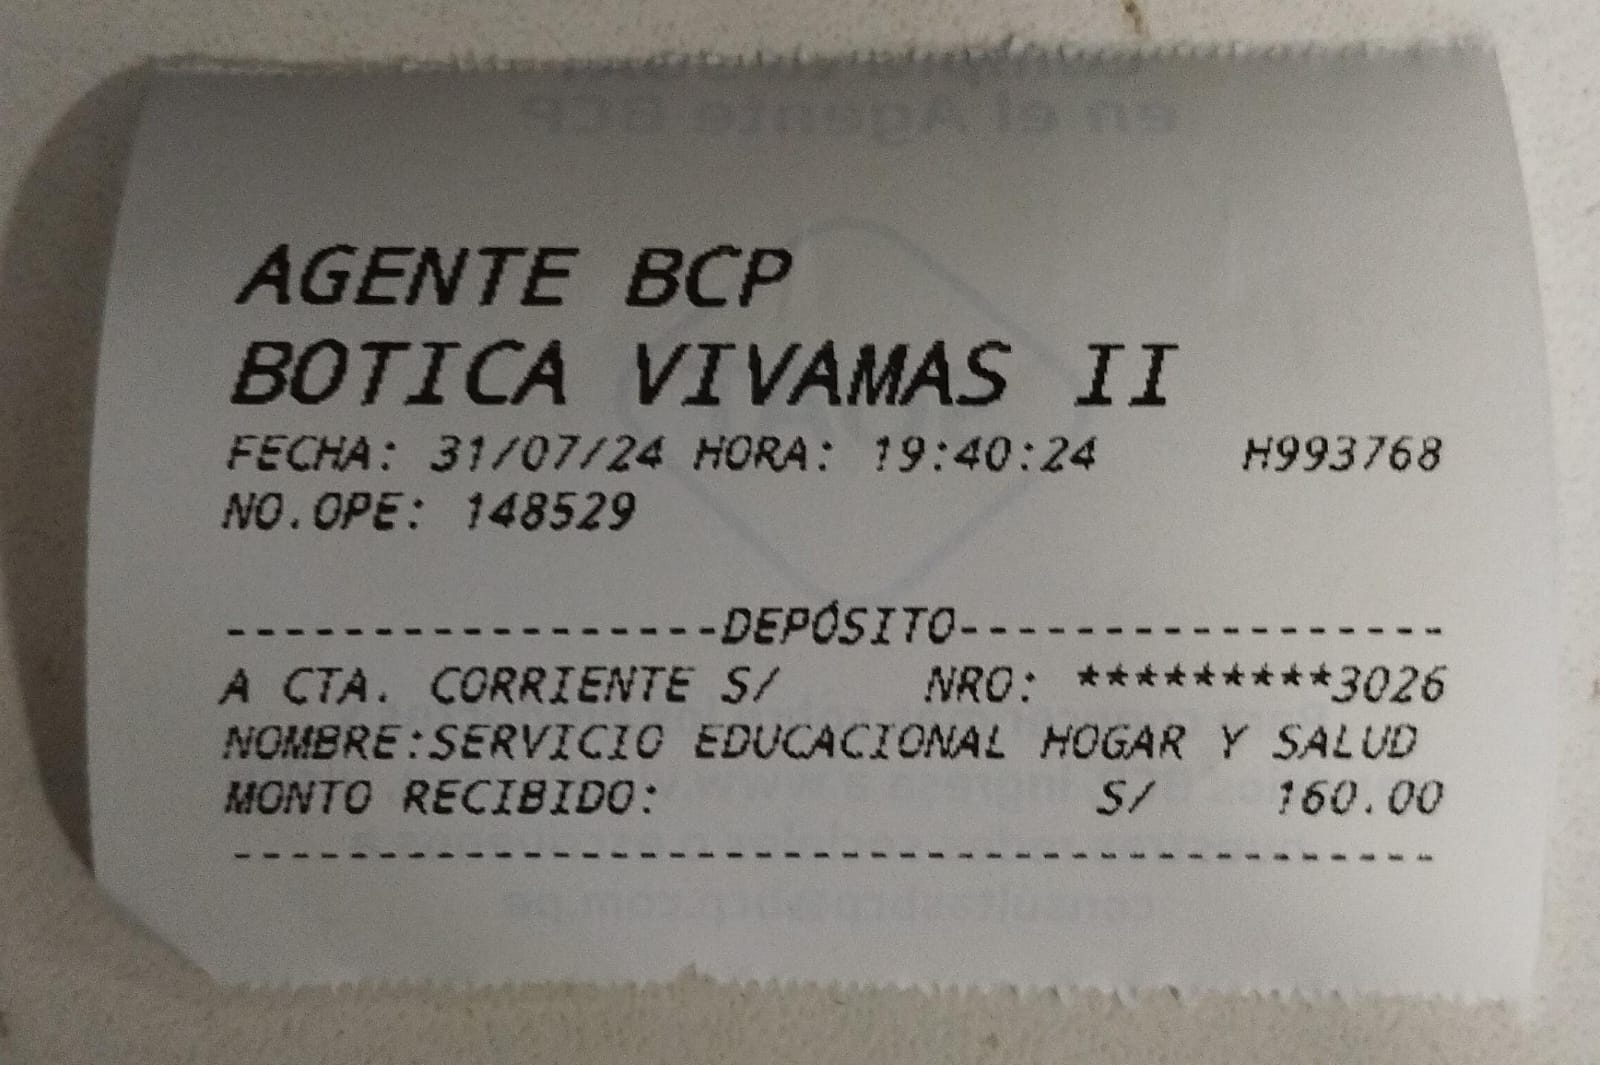 AGENTE BCP
BOTICA VIVAMAS II
FECHA: 31/07/24 HORA: 19:40:24 H993768
NO.OPE: 148529
------------------DEPÓSITO-----------------
A CTA. CORRIENTE S/ NRO: *********3026
NOMBRE:SERVICIO EDUCACIONAL HOGAR Y SALUD
MONTO RECIBIDO: S/ 160.00
------------------------------------------